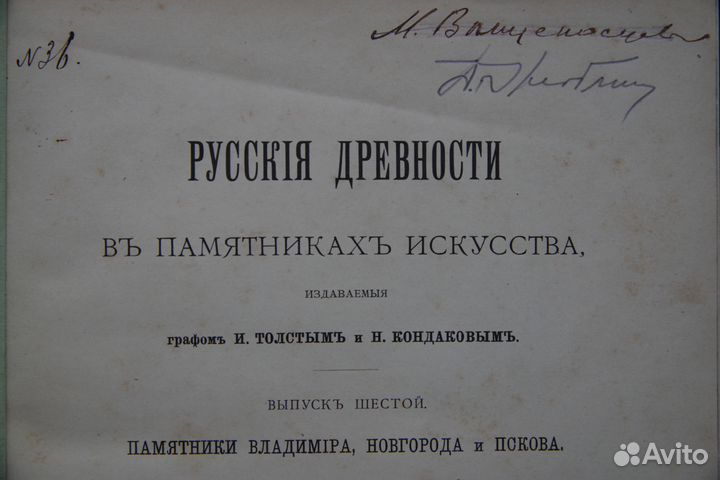 М.
№36.
РУССКІЯ ДРЕВНОСТИ
ВЪ ПАМЯТНИКАХЪ ИСКУССТВА,
ИЗДАВАЕМЫЯ
графомъ И. ТОЛСТЫМЪ и Н. КОНДАКОВЫМЪ.
ВЫПУСКЪ ШЕСТОЙ.
ПАМЯТНИКИ ВЛАДИМІРА, НОВГОРОДА и ПСКОВА.
Avito